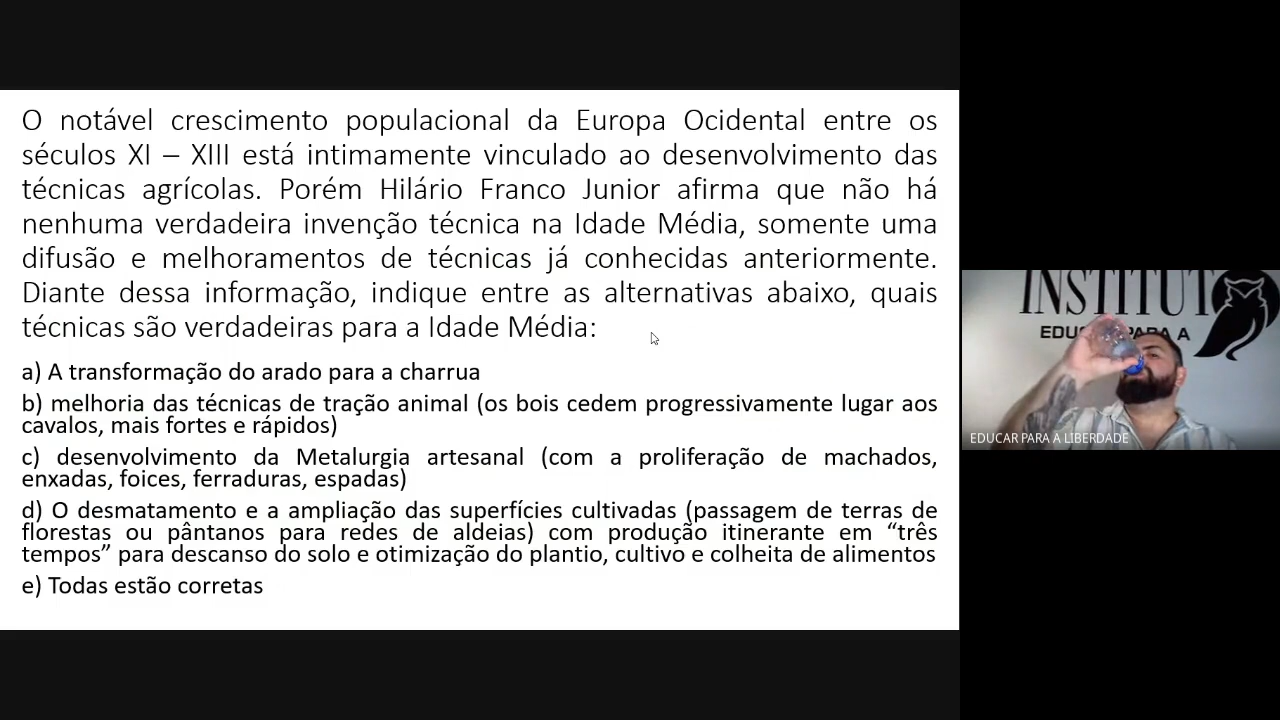 O notável crescimento populacional da Europa Ocidental entre os
séculos XI – XIII está intimamente vinculado ao desenvolvimento das
técnicas agrícolas. Porém Hilário Franco Junior afirma que não há
nenhuma verdadeira invenção técnica na Idade Média, somente uma
difusão e melhoramentos de técnicas já conhecidas anteriormente.
Diante dessa informação, indique entre as alternativas abaixo, quais
técnicas são verdadeiras para a Idade Média:
a) A transformação do arado para a charrua
b) melhoria das técnicas de tração animal (os bois cedem progressivamente lugar aos
cavalos, mais fortes e rápidos)
c) desenvolvimento da Metalurgia artesanal (com a proliferação de machados,
enxadas, foices, ferraduras, espadas)
d) O desmatamento e a ampliação das superfícies cultivadas (passagem de terras de
florestas ou pântanos para redes de aldeias) com produção itinerante em “três
tempos” para descanso do solo e otimização do plantio, cultivo e colheita de alimentos
e) Todas estão corretas
INSTITUT
EDUC PARA A
EDUCAR PARA A LIBERDADE